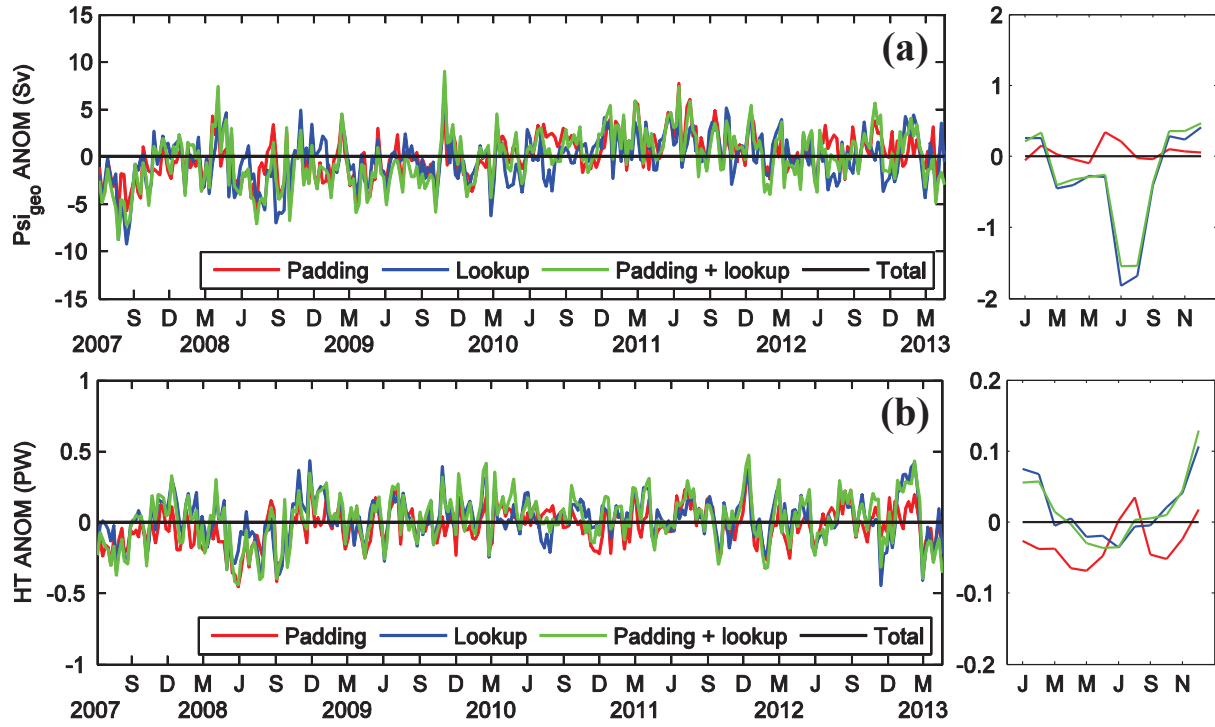 15
10
5
0
-5
-10
-15
Psi_geo ANOM (Sv)
(a)
Padding Lookup Padding + lookup Total
S D M J S D M J S D M J S D M J S D M J S D M
2007 2008 2009 2010 2011 2012 2013
2
1
0
-1
-2
J M M J S N
1
0.5
0
-0.5
-1
HT ANOM (PW)
(b)
Padding Lookup Padding + lookup Total
S D M J S D M J S D M J S D M J S D M J S D M
2007 2008 2009 2010 2011 2012 2013
0.2
0.1
0
-0.1
-0.2
J M M J S N